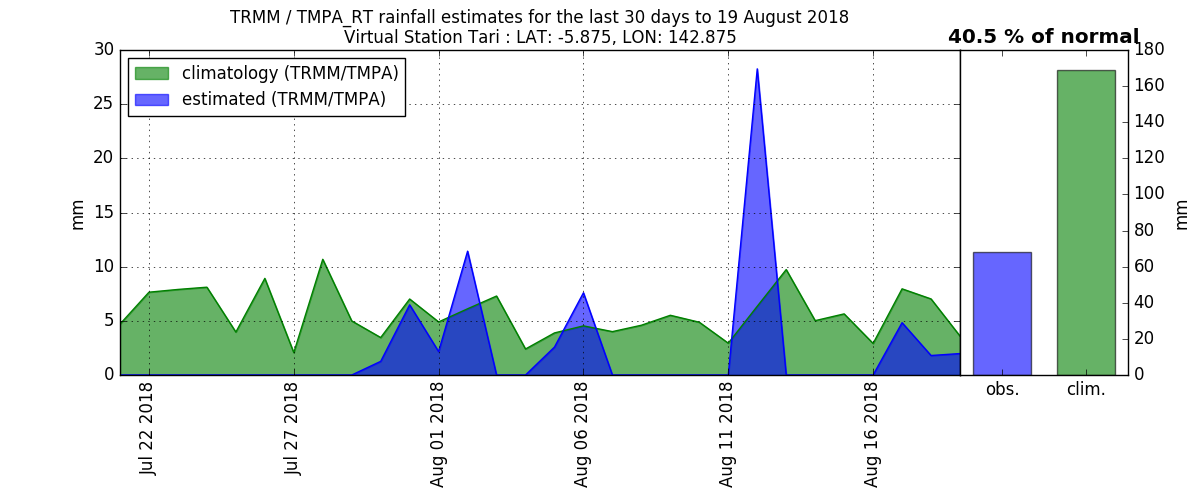 TRMM / TMPA_RT rainfall estimates for the last 30 days to 19 August 2018
Virtual Station Tari : LAT: -5.875, LON: 142.875
40.5 % of normal
climatology (TRMM/TMPA)
estimated (TRMM/TMPA)
30
25
20
15
10
5
0
mm
Jul 22 2018
Jul 27 2018
Aug 01 2018
Aug 06 2018
Aug 11 2018
Aug 16 2018
180
160
140
120
100
80
60
40
20
0
mm
obs.
clim.